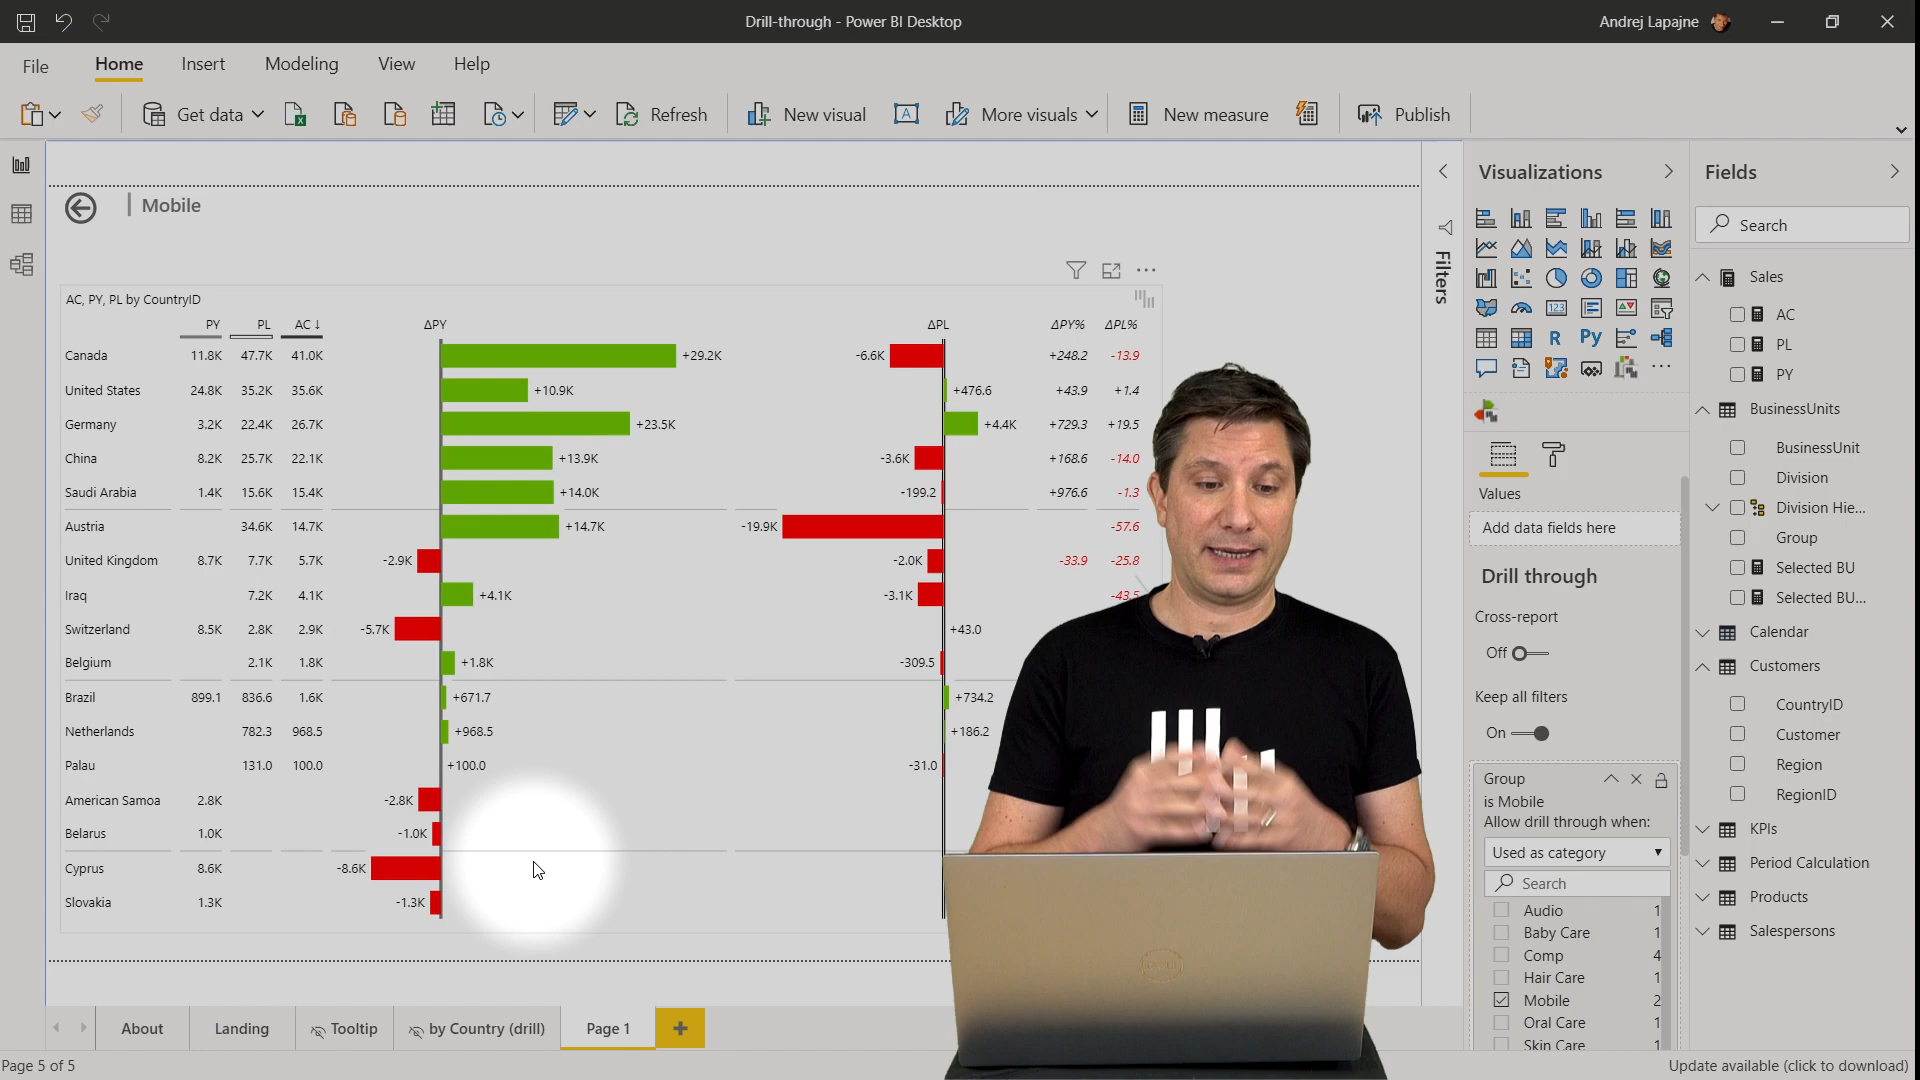 Drill-through - Power BI Desktop
Andrej Lapajne
File Home Insert Modeling View Help
Get data Refresh New visual More visuals New measure Publish
Mobile
AC, PY, PL by CountryID
PY PL AC ↓ ΔPY ΔPL ΔPY% ΔPL%
Canada 11.8K 47.7K 41.0K +29.2K -6.6K +248.2 -13.9
United States 24.8K 35.2K 35.6K +10.9K +476.6 +43.9 +1.4
Germany 3.2K 22.4K 26.7K +23.5K +4.4K +729.3 +19.5
China 8.2K 25.7K 22.1K +13.9K -3.6K +168.6 -14.0
Saudi Arabia 1.4K 15.6K 15.4K +14.0K -199.2 +976.6 -1.3
Austria 34.6K 14.7K +14.7K -19.9K -57.6
United Kingdom 8.7K 7.7K 5.7K -2.9K -2.0K -33.9 -25.8
Iraq 7.2K 4.1K +4.1K -3.1K -43.5
Switzerland 8.5K 2.8K 2.9K -5.7K +43.0
Belgium 2.1K 1.8K +1.8K -309.5
Brazil 899.1 836.6 1.6K +671.7 +734.2
Netherlands 782.3 968.5 +968.5 +186.2
Palau 131.0 100.0 +100.0 -31.0
American Samoa 2.8K -2.8K
Belarus 1.0K -1.0K
Cyprus 8.6K -8.6K
Slovakia 1.3K -1.3K
Filters
Visualizations
123
R Py
Values
Add data fields here
Drill through
Cross-report
Off
Keep all filters
On
Group
is Mobile
Allow drill through when:
Used as category
Search
Audio 1
Baby Care 1
Comp 4
Hair Care 1
Mobile 2
Oral Care 1
Skin Care 1
Fields
Search
Sales
AC
PL
PY
BusinessUnits
BusinessUnit
Division
Division Hie...
Group
Selected BU
Selected BU...
Calendar
Customers
CountryID
Customer
Region
RegionID
KPIs
Period Calculation
Products
Salespersons
About Landing Tooltip by Country (drill) Page 1 +
Page 5 of 5
Update available (click to download)
DELL